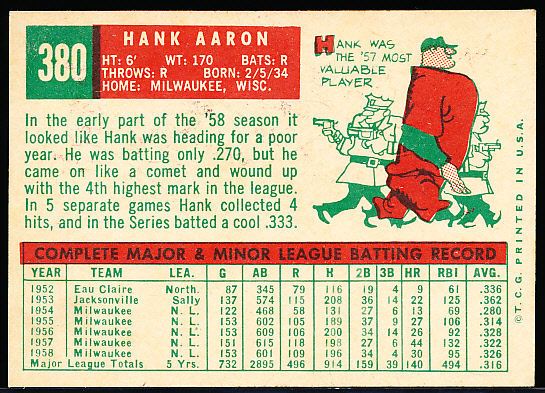 380
HANK AARON
HT: 6' WT: 170 BATS: R
THROWS: R BORN: 2/5/34
HOME: MILWAUKEE, WISC.
HANK WAS
THE '57 MOST
VALUABLE
PLAYER
In the early part of the '58 season it
looked like Hank was heading for a poor
year. He was batting only .270, but he
came on like a comet and wound up
with the 4th highest mark in the league.
In 5 separate games Hank collected 4
hits, and in the Series batted a cool .333.
COMPLETE MAJOR & MINOR LEAGUE BATTING RECORD
YEAR TEAM LEA. G AB R H 2B 3B HR RBI AVG.
1952 Eau Claire North. 87 345 79 116 19 4 9 61 .336
1953 Jacksonville Sally 137 574 115 208 36 14 22 125 .362
1954 Milwaukee N. L. 122 468 58 131 27 6 13 69 .280
1955 Milwaukee N. L. 153 602 105 189 37 9 27 106 .314
1956 Milwaukee N. L. 153 609 106 200 34 14 26 92 .328
1957 Milwaukee N. L. 151 615 118 198 27 6 44 132 .322
1958 Milwaukee N. L. 153 601 109 196 34 4 30 95 .326
Major League Totals 5 Yrs. 732 2895 496 914 159 39 140 494 .316
© T. C. G. PRINTED IN U.S.A.